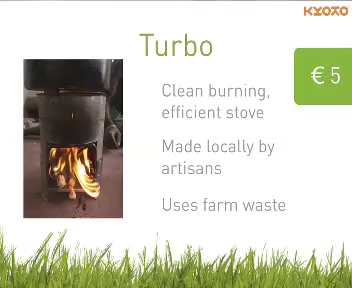 KYOTO
Turbo
€ 5
Clean burning,
efficient stove
Made locally by
artisans
Uses farm waste